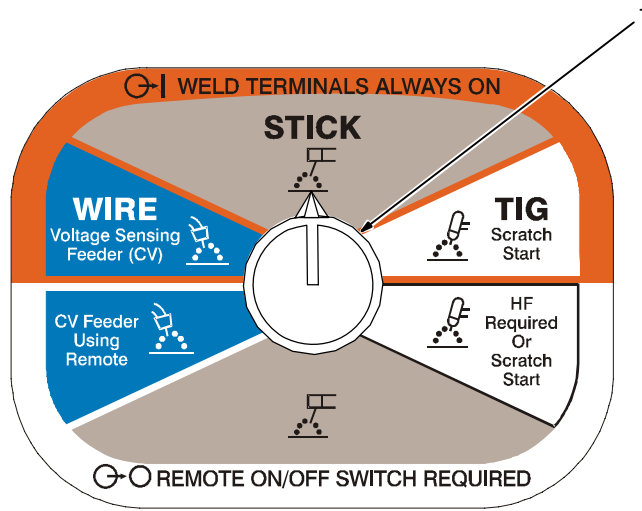 WELD TERMINALS ALWAYS ON
STICK
WIRE
Voltage Sensing
Feeder (CV)
TIG
Scratch
Start
CV Feeder
Using
Remote
HF
Required
Or
Scratch
Start
REMOTE ON/OFF SWITCH REQUIRED